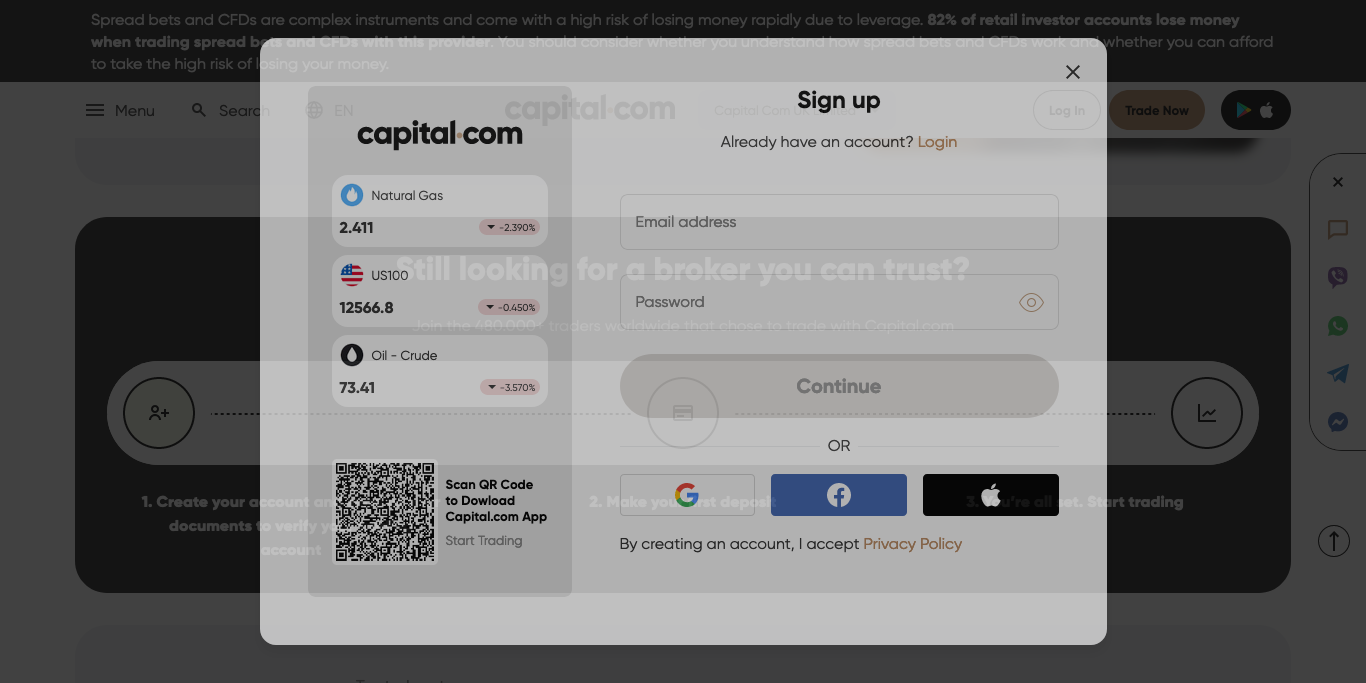 Spread bets and CFDs are complex instruments and come with a high risk of losing money rapidly due to leverage. 82% of retail investor accounts lose money
when trading spread bets and CFDs with this provider. You should consider whether you understand how spread bets and CFDs work and whether you can afford
to take the high risk of losing your money.
Menu
Search
EN
capital.com
Log In
Trade Now
Sign up
Already have an account? Login
capital.com
Natural Gas
2.411
-2.390%
US100
12566.8
-0.450%
Oil - Crude
73.41
-3.570%
Scan QR Code
to Dowload
Capital.com App
Start Trading
Email address
Password
Continue
OR
By creating an account, I accept Privacy Policy
Still looking for a broker you can trust?
Join the 480.000+ traders worldwide that chose to trade with Capital.com
1. Create your account and
documents to verify your
account
2. Make your first deposit
3. You're all set. Start trading